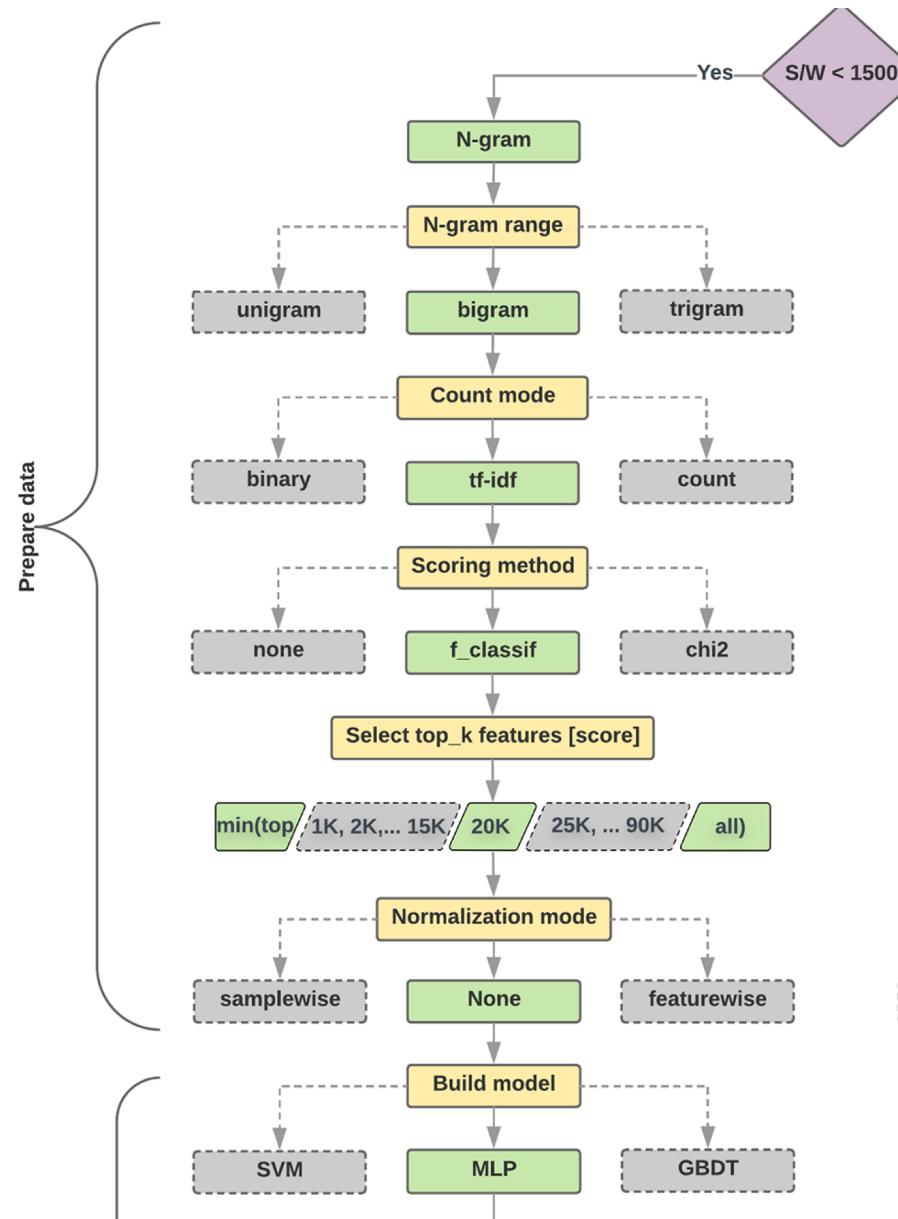 S/W < 1500
Yes
N-gram
N-gram range
unigram
bigram
trigram
Count mode
binary
tf-idf
count
Scoring method
none
f_classif
chi2
Select top_k features [score]
min(top 1K, 2K,... 15K 20K 25K, ... 90K all)
Normalization mode
samplewise
None
featurewise
Prepare data
Build model
SVM
MLP
GBDT